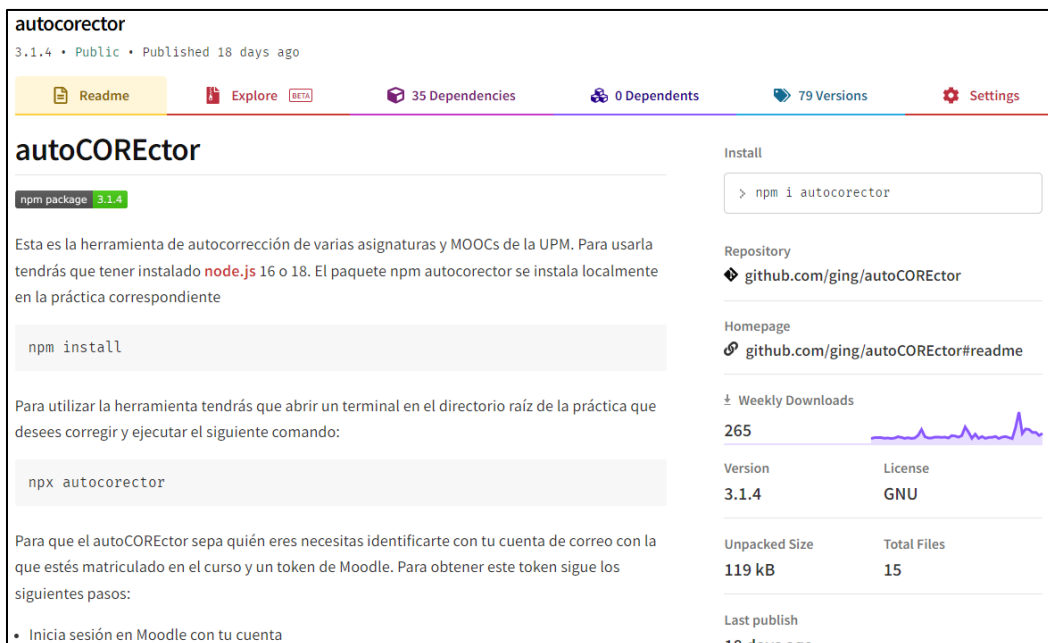 autocorector
3.1.4 • Public • Published 18 days ago
Readme
Explore BETA
35 Dependencies
0 Dependents
79 Versions
Settings
autoCOREctor
npm package 3.1.4
Esta es la herramienta de autocorrección de varias asignaturas y MOOCs de la UPM. Para usarla
tendrás que tener instalado node.js 16 o 18. El paquete npm autocorector se instala localmente
en la práctica correspondiente
npm install
Para utilizar la herramienta tendrás que abrir un terminal en el directorio raíz de la práctica que
desees corregir y ejecutar el siguiente comando:
npx autocorector
Para que el autoCOREctor sepa quién eres necesitas identificarte con tu cuenta de correo con la
que estés matriculado en el curso y un token de Moodle. Para obtener este token sigue los
siguientes pasos:
• Inicia sesión en Moodle con tu cuenta
Install
> npm i autocorector
Repository
github.com/ging/autoCOREctor
Homepage
github.com/ging/autoCOREctor#readme
Weekly Downloads
265
Version
License
3.1.4
GNU
Unpacked Size
Total Files
119 kB
15
Last publish